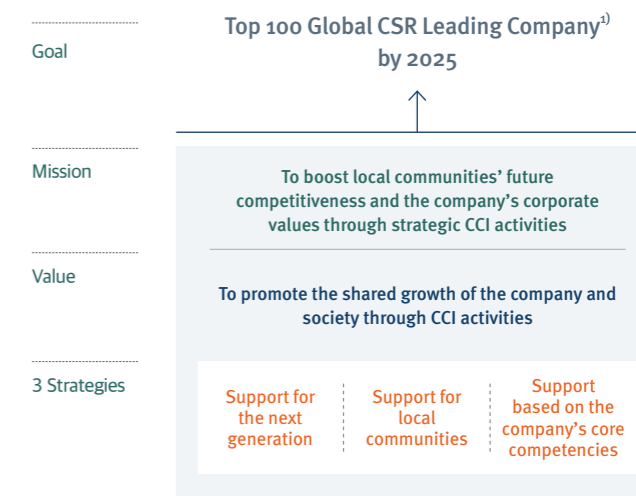 Goal
Top 100 Global CSR Leading Company¹⁾
by 2025
Mission
To boost local communities’ future
competitiveness and the company’s corporate
values through strategic CCI activities
Value
To promote the shared growth of the company and
society through CCI activities
3 Strategies
Support for
the next
generation
Support for
local
communities
Support
based on the
company’s core
competencies